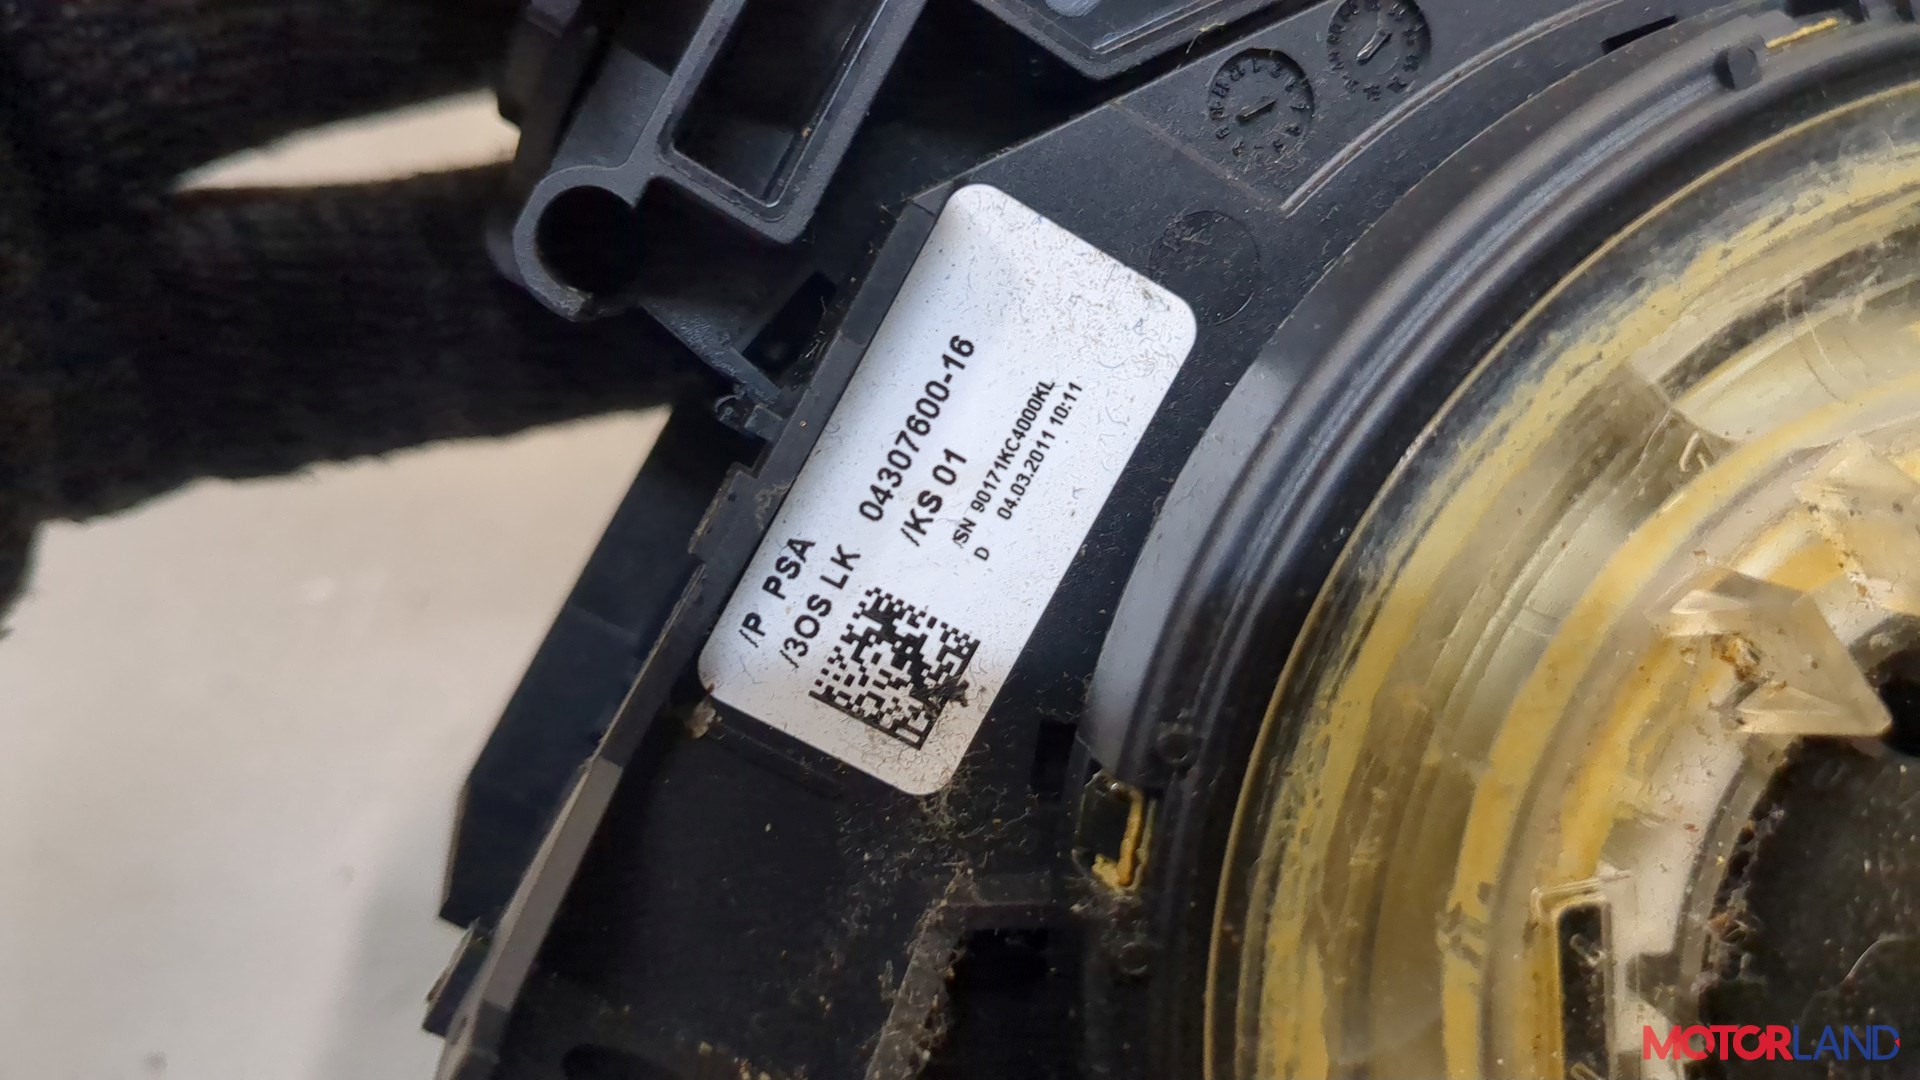 /P PSA
/3OS LK 04307600-16
/KS 01
/SN 90171KC4000KL
D 04.03.2011 10:11
MOTORLAND